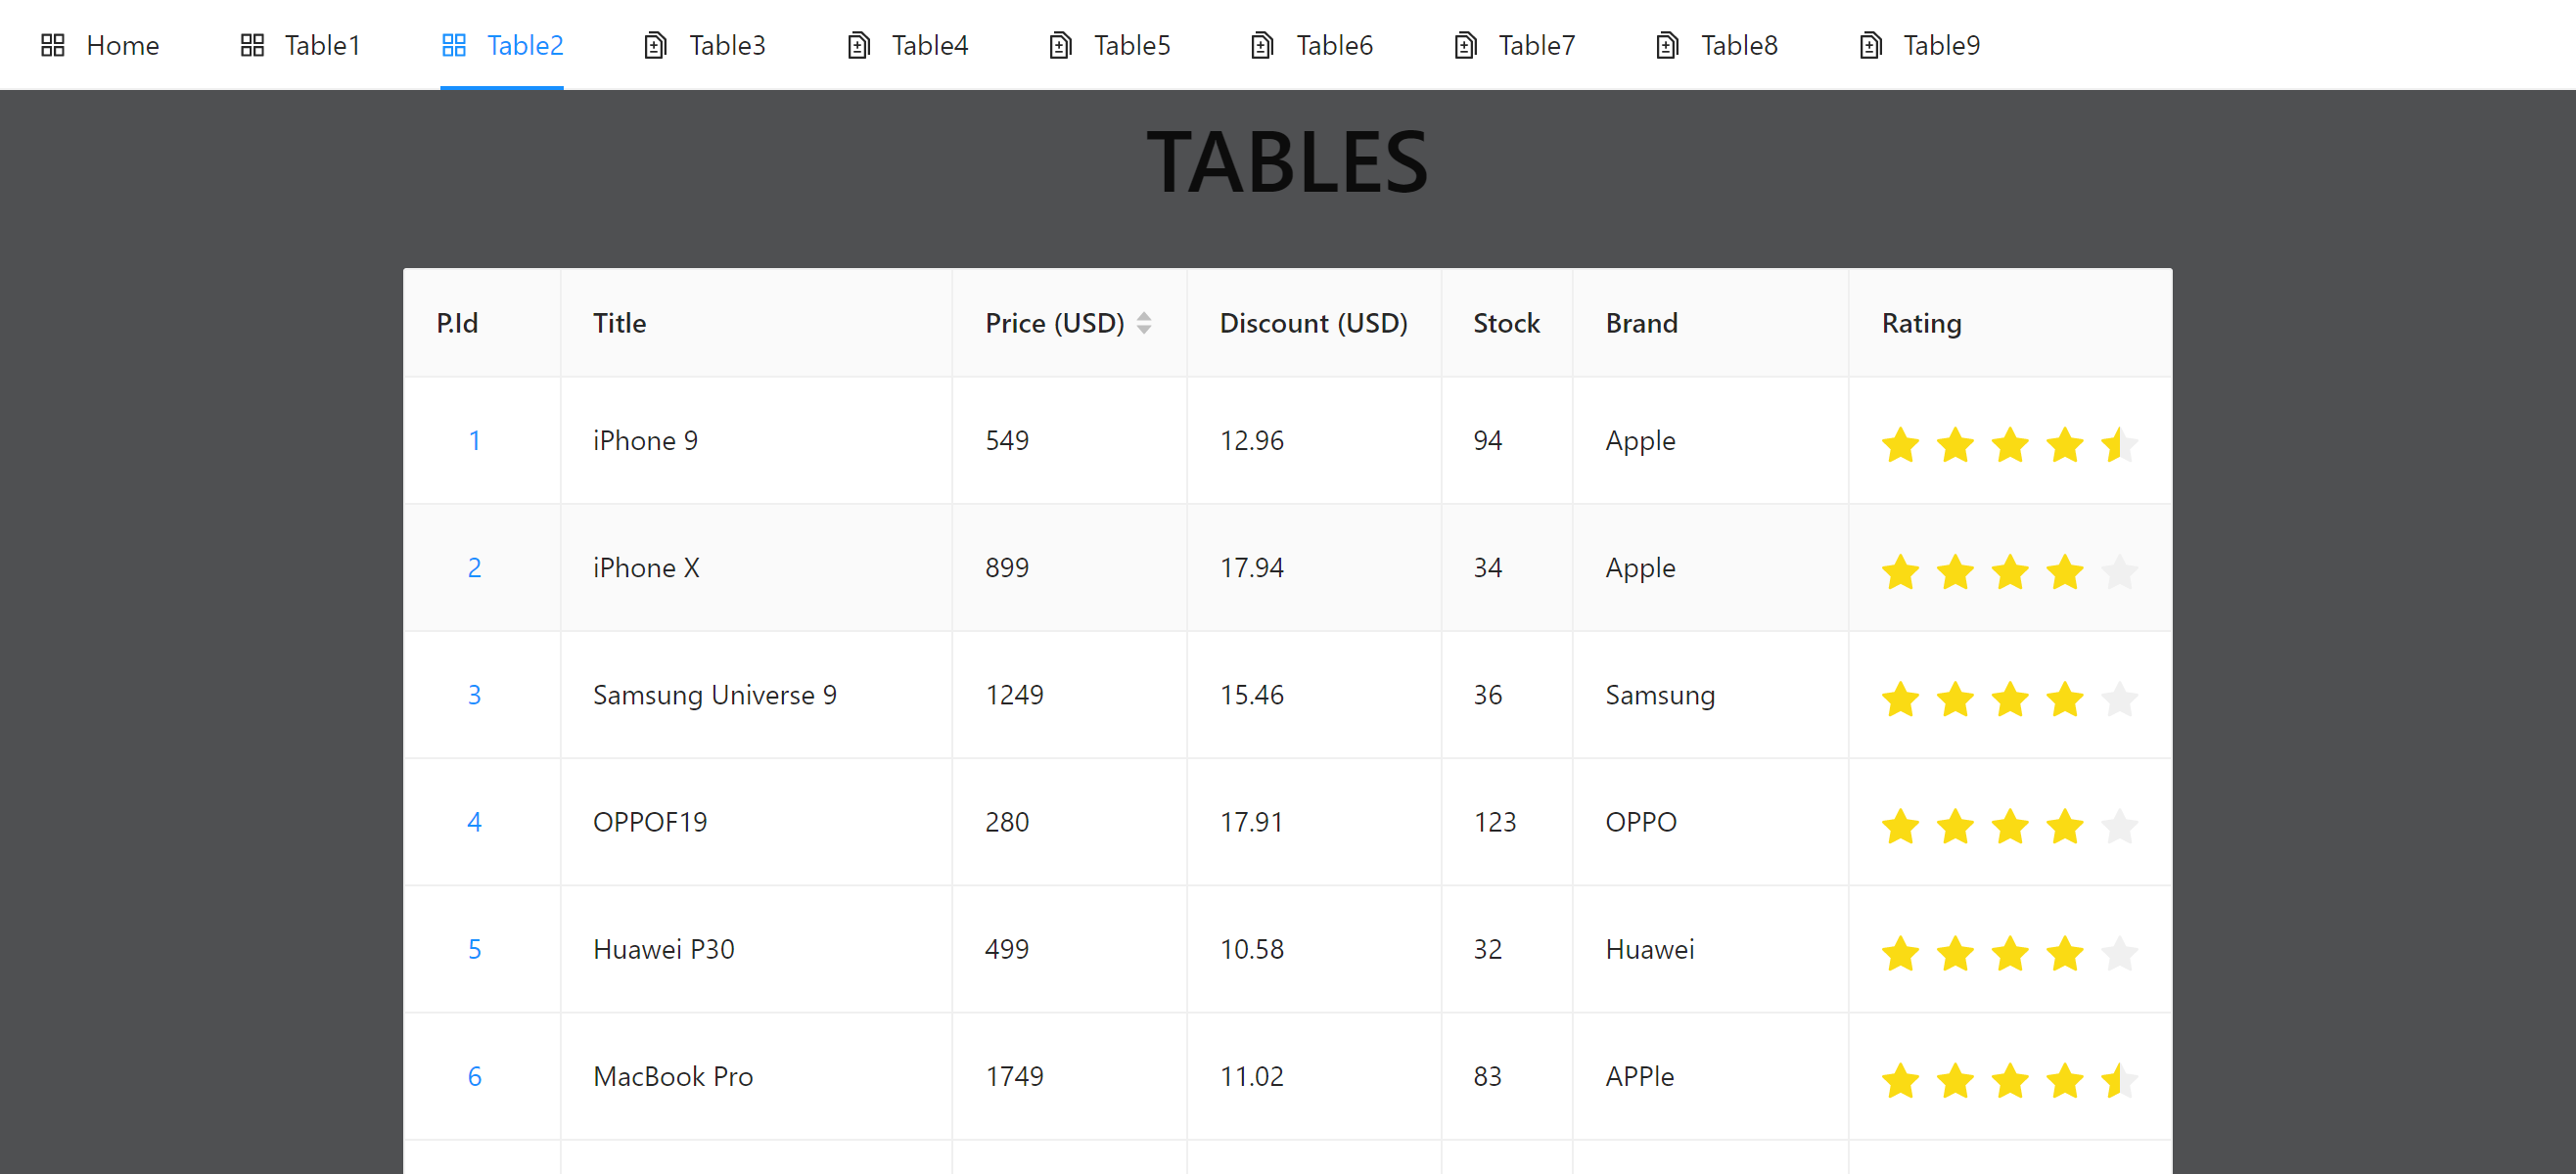 Home Table1 Table2 Table3 Table4 Table5 Table6 Table7 Table8 Table9
TABLES
P.Id Title Price (USD) Discount (USD) Stock Brand Rating
1 iPhone 9 549 12.96 94 Apple
2 iPhone X 899 17.94 34 Apple
3 Samsung Universe 9 1249 15.46 36 Samsung
4 OPPOF19 280 17.91 123 OPPO
5 Huawei P30 499 10.58 32 Huawei
6 MacBook Pro 1749 11.02 83 APPle